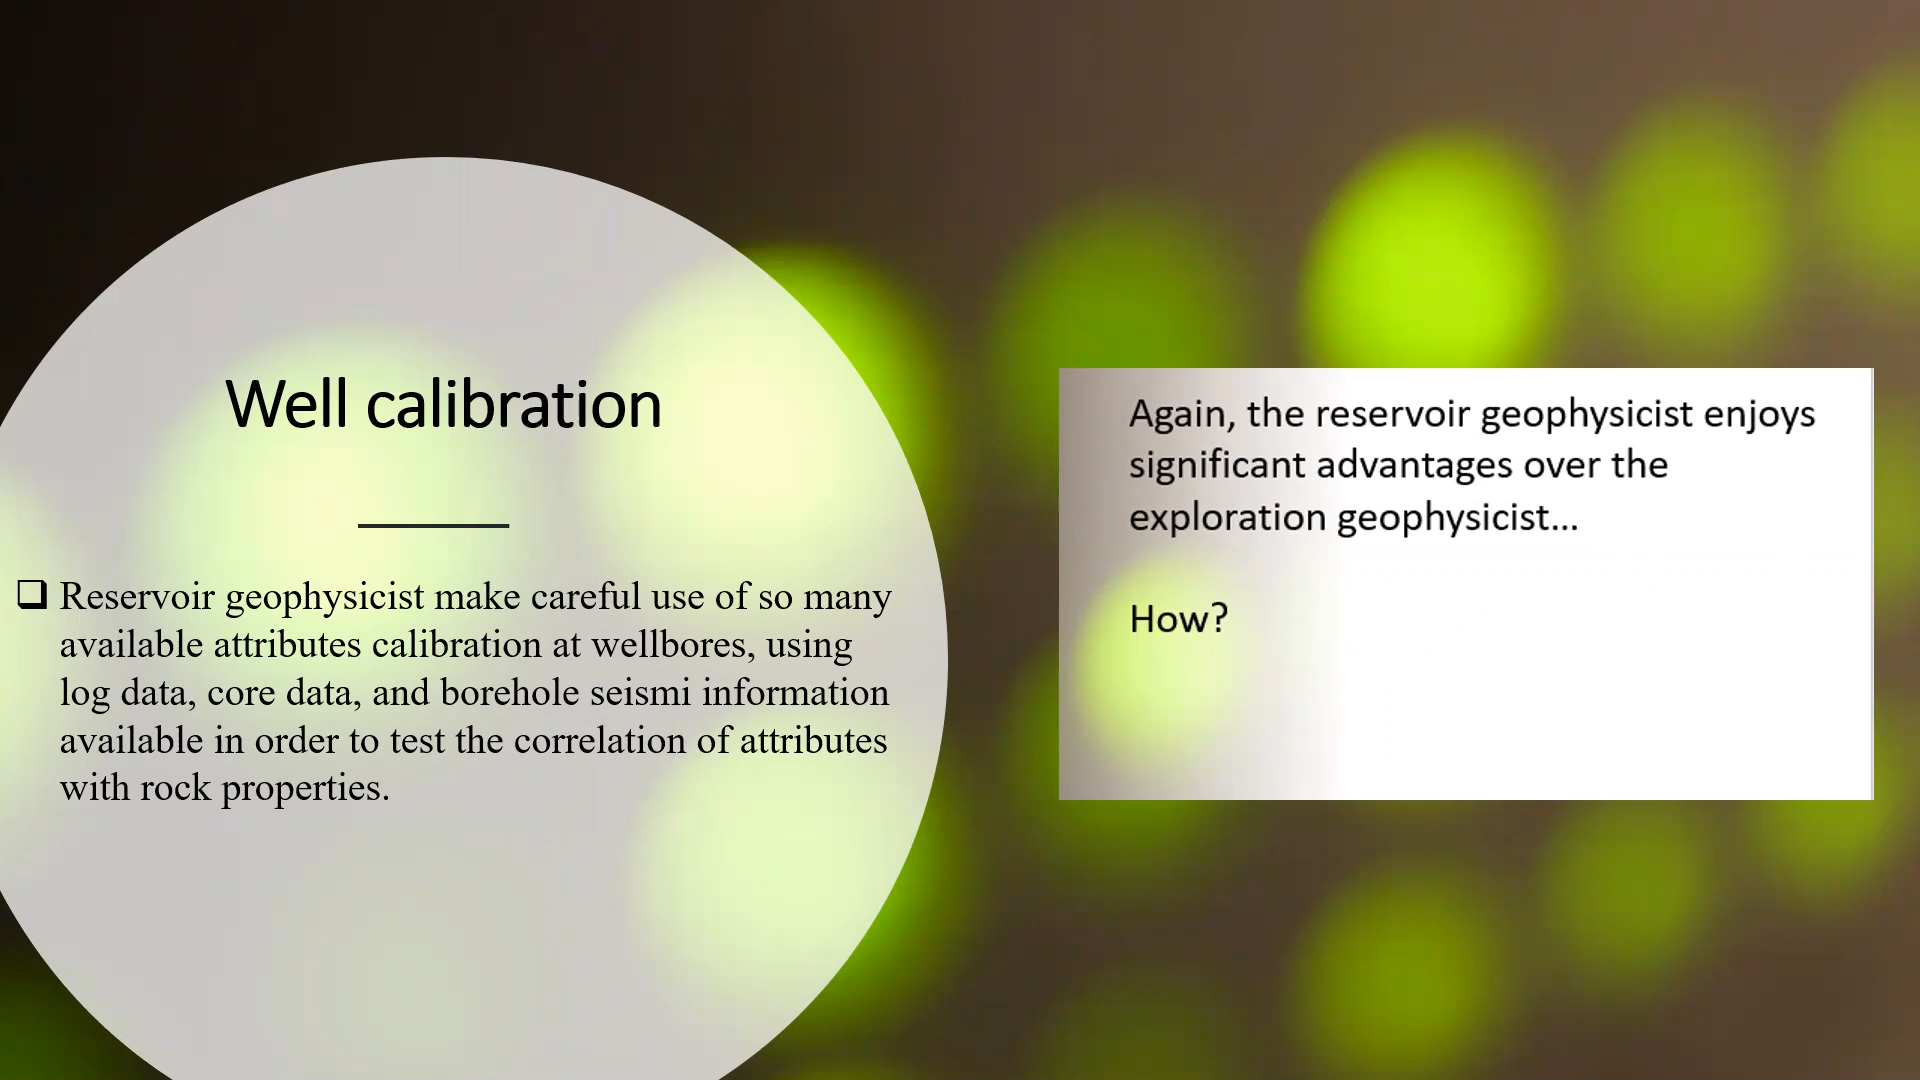 Well calibration
❑ Reservoir geophysicist make careful use of so many
available attributes calibration at wellbores, using
log data, core data, and borehole seismi information
available in order to test the correlation of attributes
with rock properties.
Again, the reservoir geophysicist enjoys
significant advantages over the
exploration geophysicist...
How?